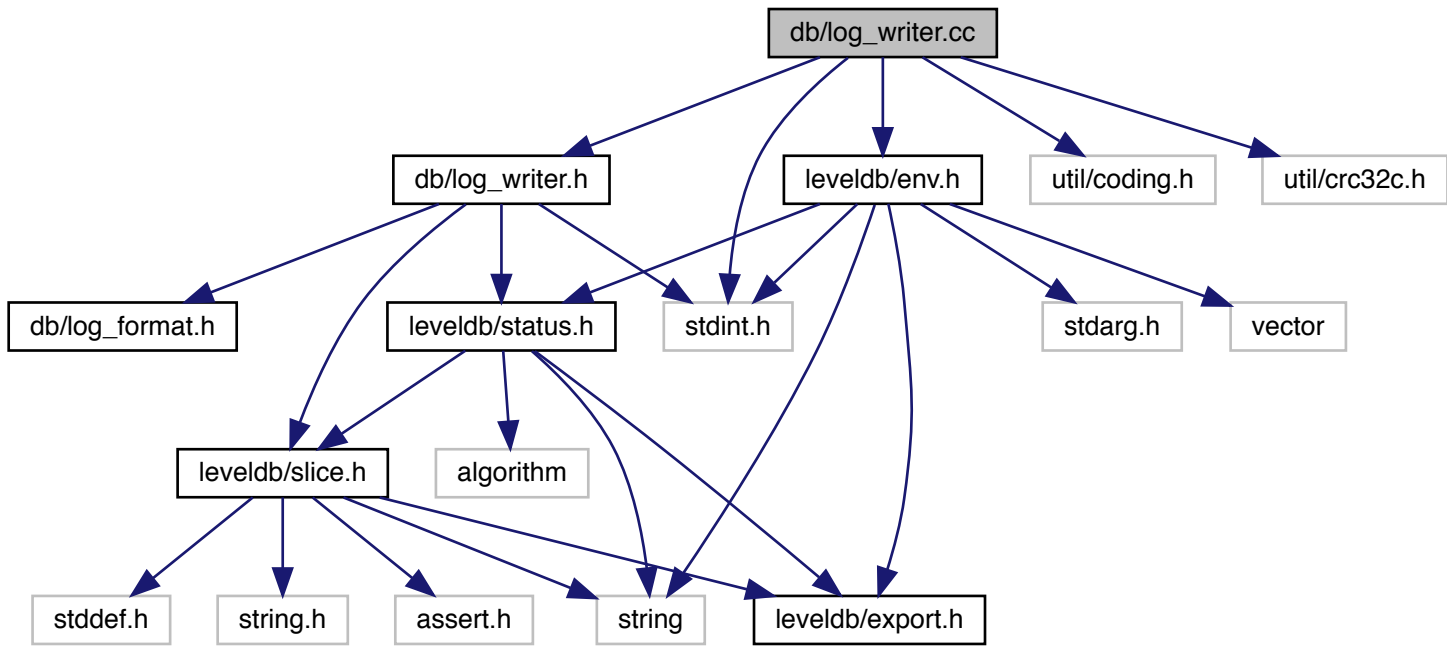 db/log_writer.cc
db/log_writer.h
leveldb/env.h
util/coding.h
util/crc32c.h
db/log_format.h
leveldb/status.h
stdint.h
stdarg.h
vector
leveldb/slice.h
algorithm
stddef.h
string.h
assert.h
string
leveldb/export.h